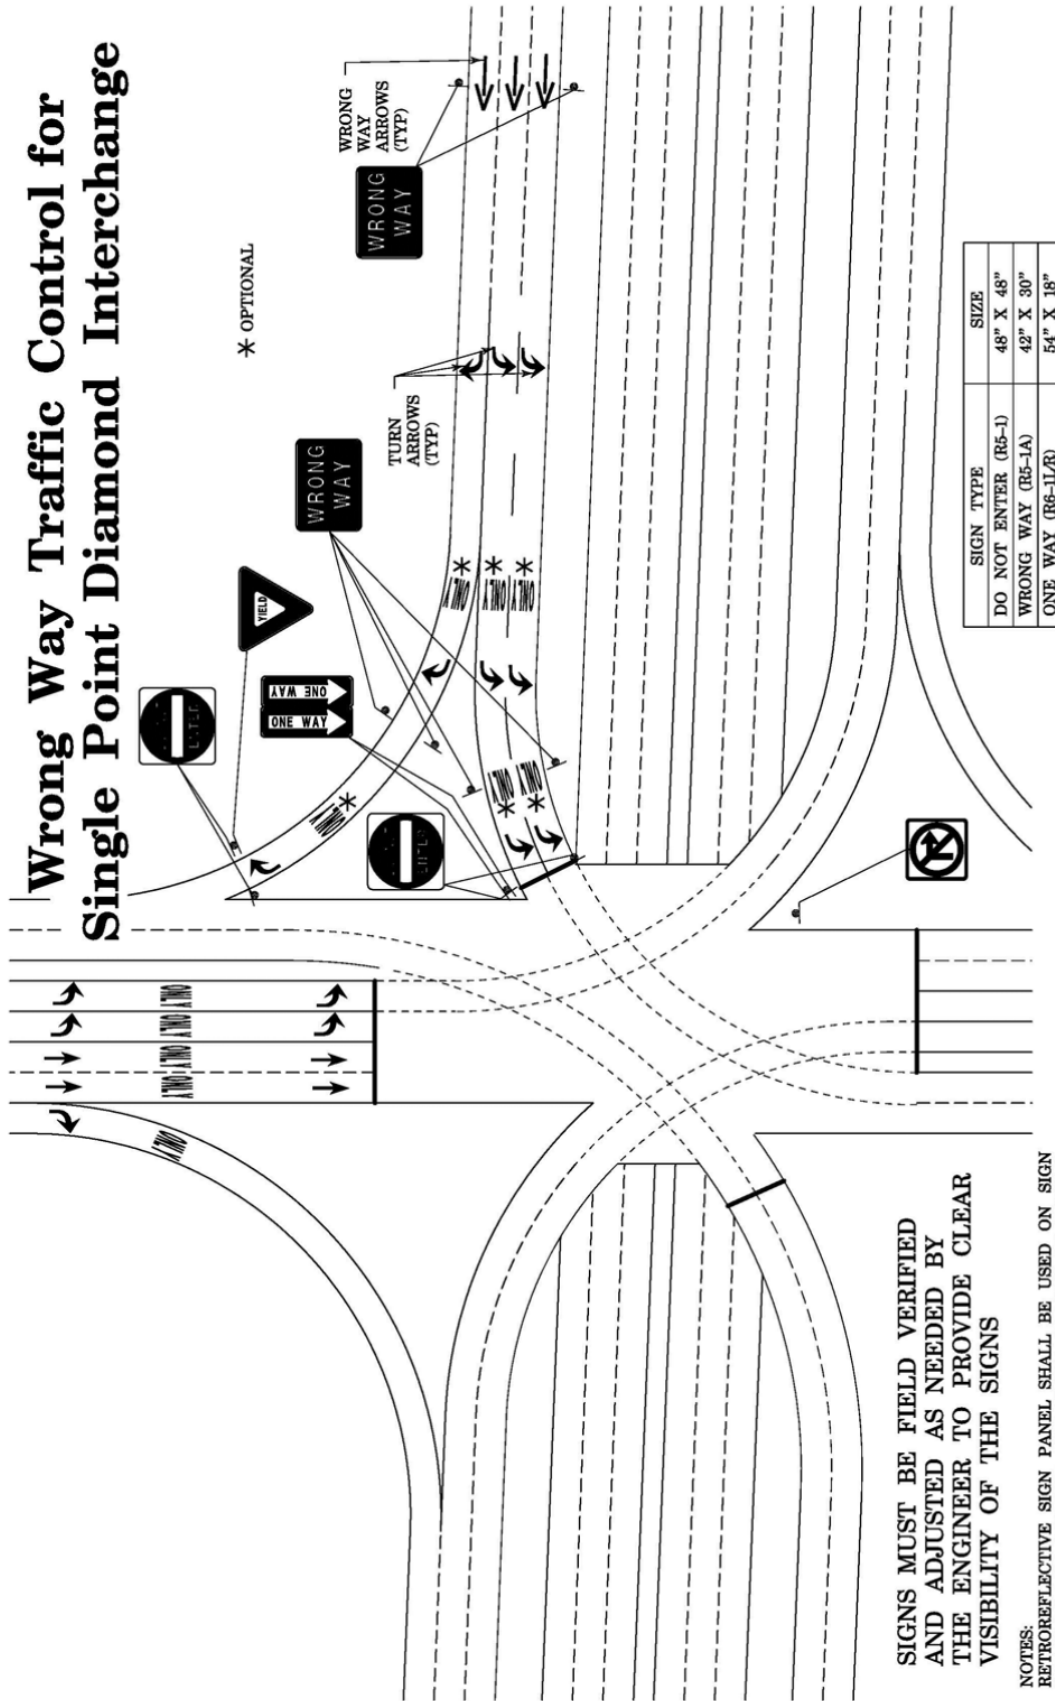 Wrong Way Traffic Control for
Single Point Diamond Interchange
* OPTIONAL
WRONG
WAY
ARROWS
(TYP)
WRONG
WAY
TURN
ARROWS
(TYP)
WRONG
WAY
YIELD
ONE WAY
ONE WAY
ENTER
ENTER
ONLY
ONLY
ONLY
ONLY
ONLY
*
ONLY
*
ONLY
*
ONLY
*
ONLY
*
ONLY
*
ONLY
*
SIGN TYPE SIZE
DO NOT ENTER (R5-1) 48" X 48"
WRONG WAY (R5-1A) 42" X 30"
ONE WAY (R6-1L/R) 54" X 18"
SIGNS MUST BE FIELD VERIFIED
AND ADJUSTED AS NEEDED BY
THE ENGINEER TO PROVIDE CLEAR
VISIBILITY OF THE SIGNS
NOTES:
RETROREFLECTIVE SIGN PANEL SHALL BE USED ON SIGN